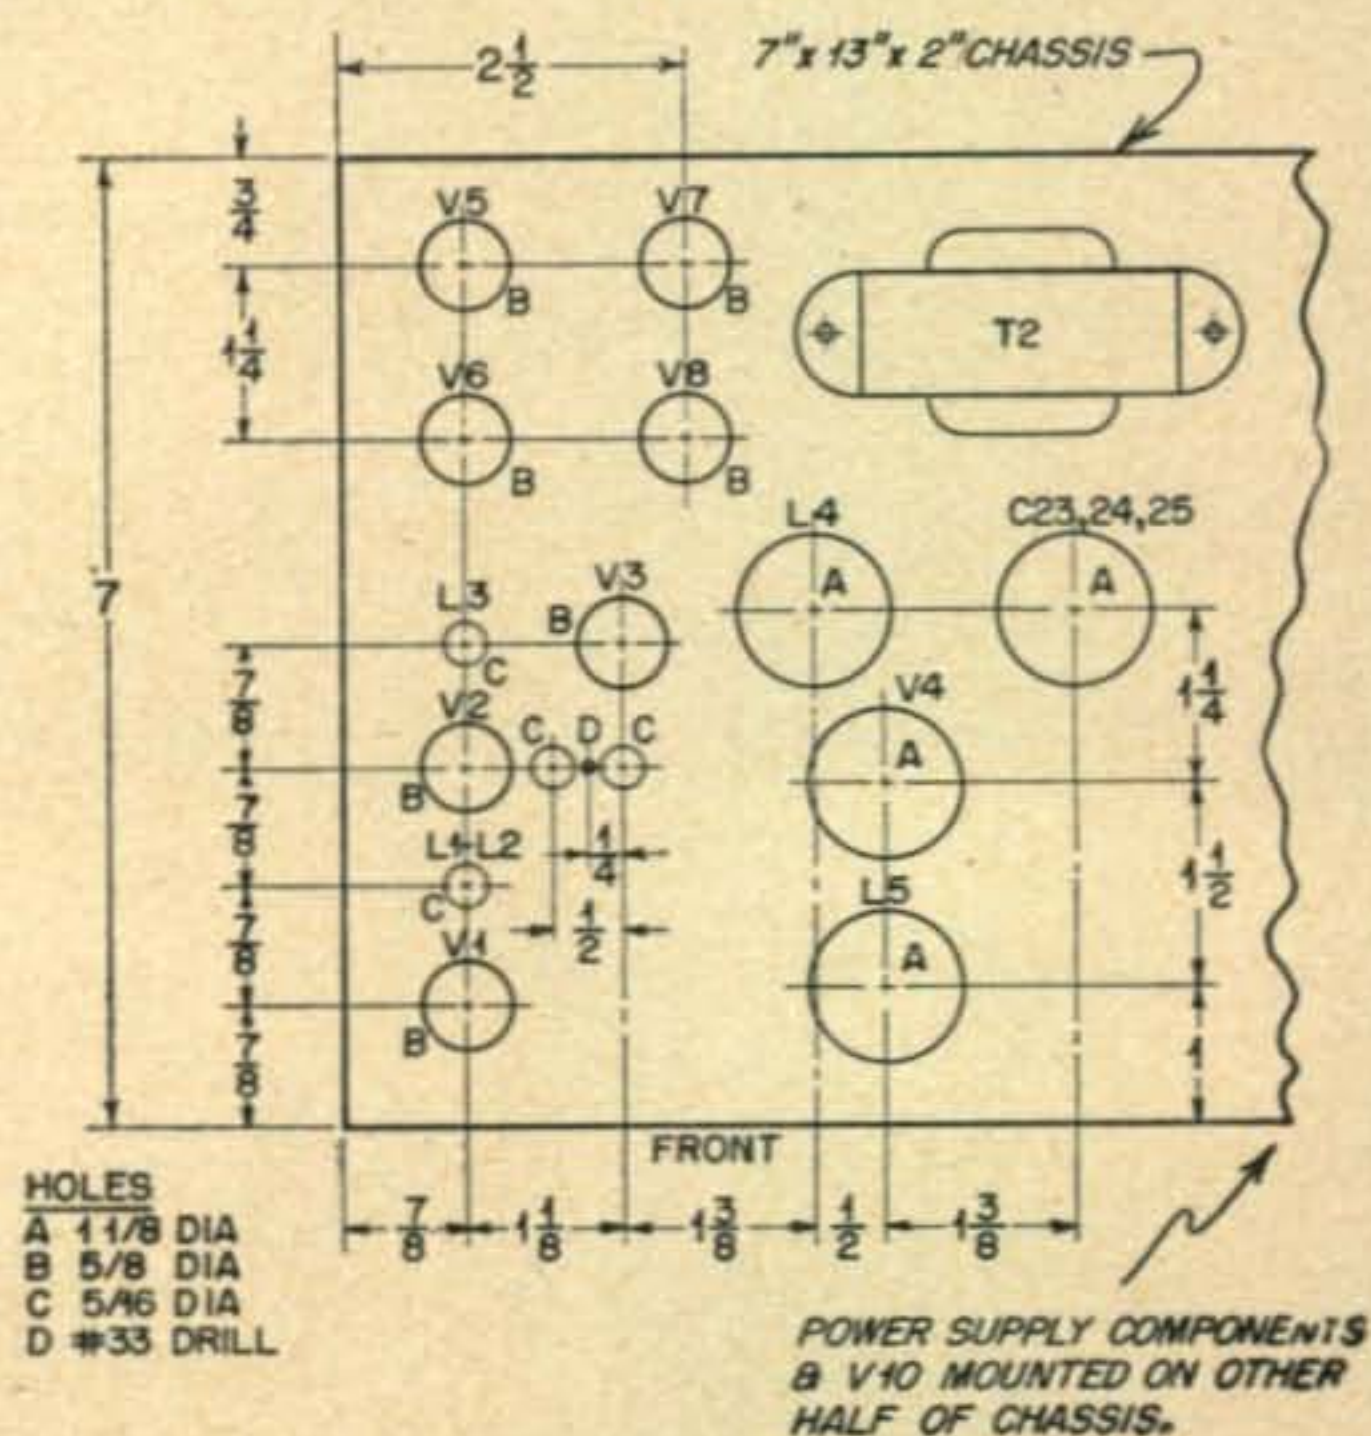 2 1/2
7" x 13" x 2" CHASSIS
3/4
V5
V7
B
B
T2
1 1/4
V6
V8
B
B
L4
C23,24,25
7
L3
V3
B
A
A
C
7/8
V2
C
D
C
V4
1 1/4
B
A
7/8
L1-L2
1/4
C
L5
1 1/2
7/8
V1
1/2
A
B
7/8
1
FRONT
HOLES
A 1 1/8 DIA
B 5/8 DIA
C 5/16 DIA
D #33 DRILL
7/8
1 1/8
1 3/8
1/2
1 3/8
POWER SUPPLY COMPONENTS
& V10 MOUNTED ON OTHER
HALF OF CHASSIS.